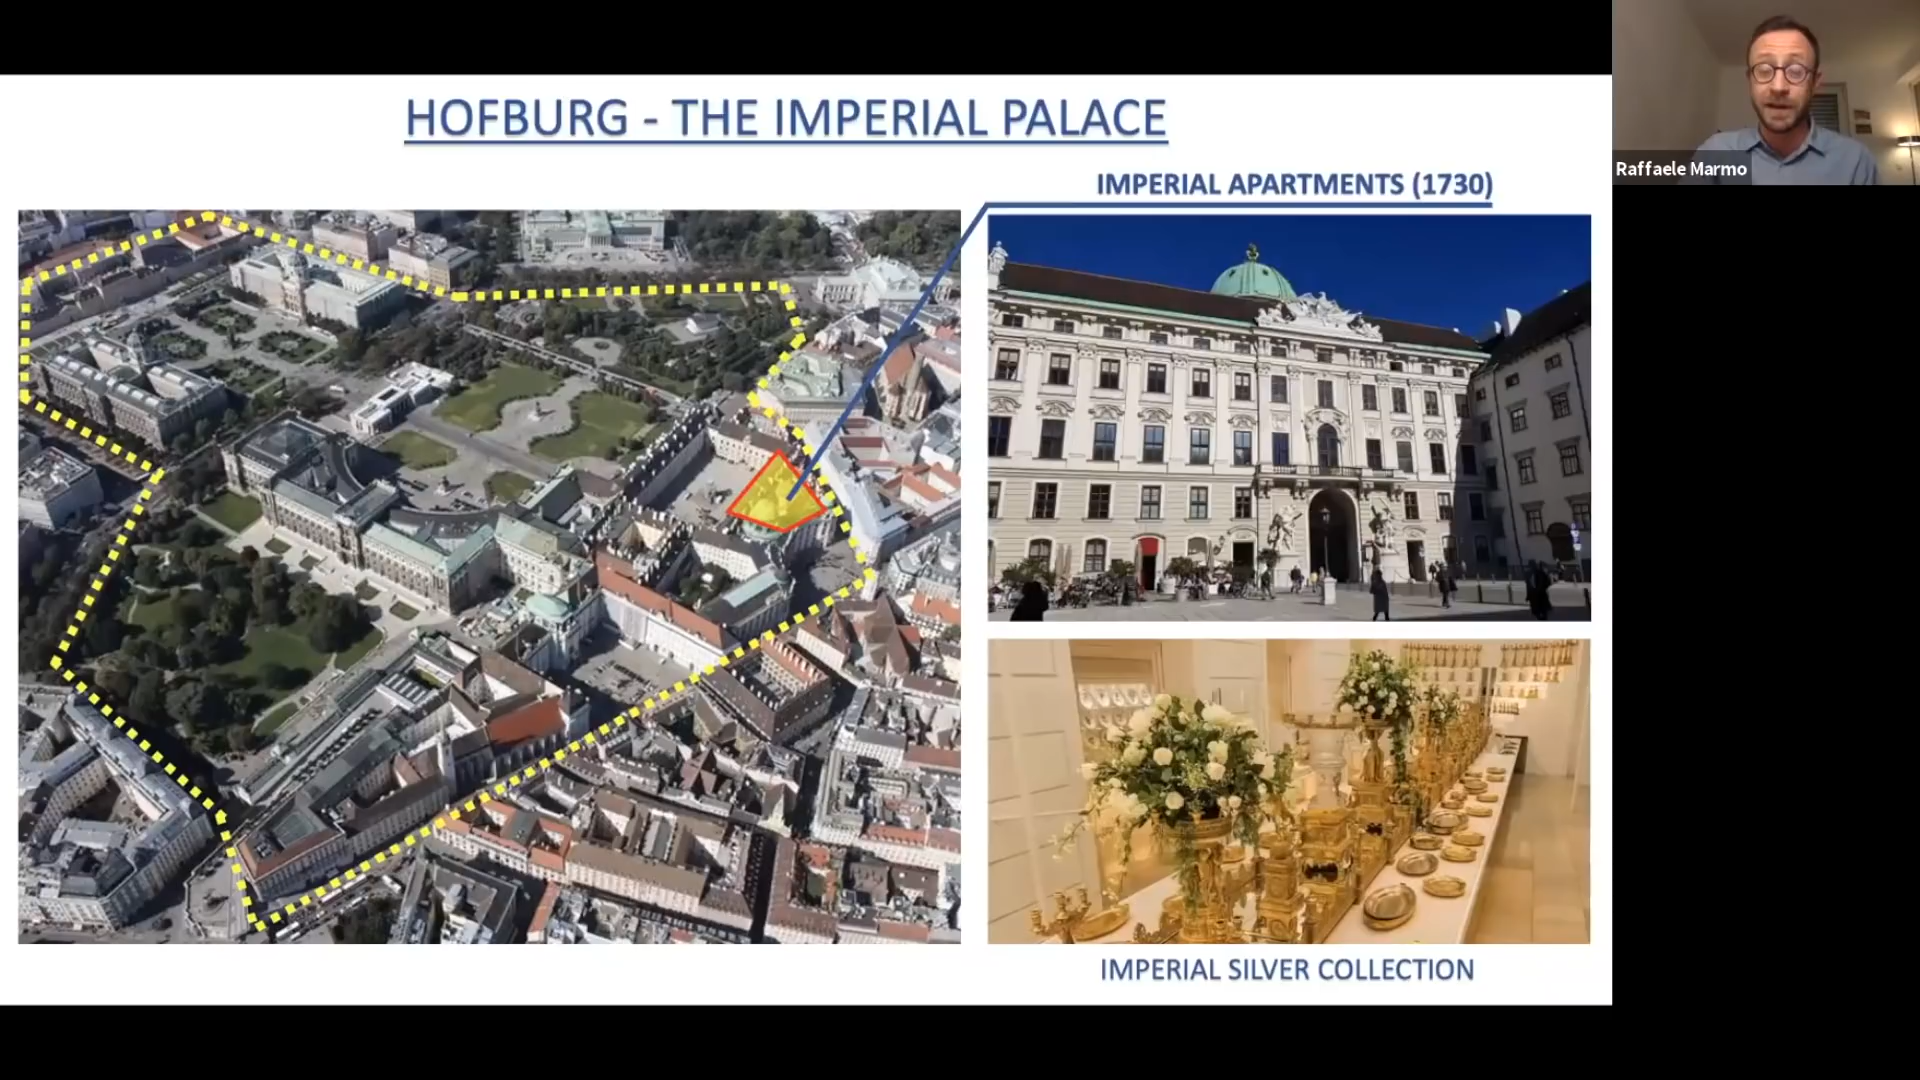 HOFBURG - THE IMPERIAL PALACE
IMPERIAL APARTMENTS (1730)
IMPERIAL SILVER COLLECTION
Raffaele Marmo